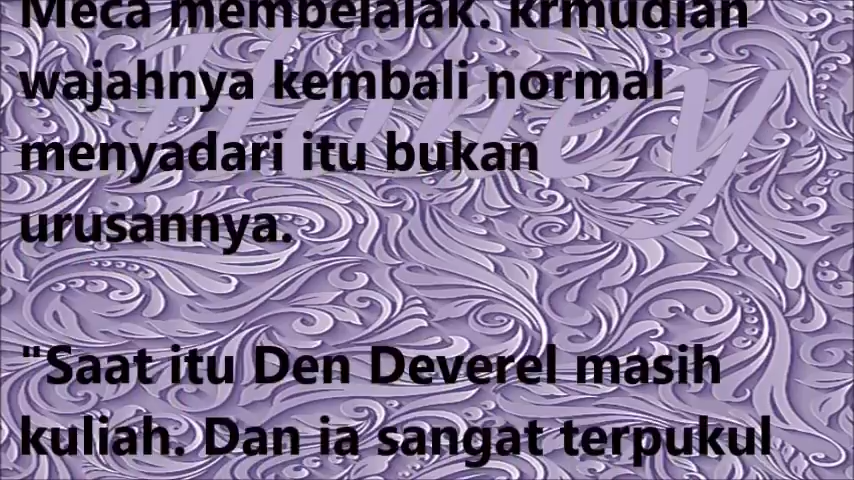 Meca membelalak. krmudian
wajahnya kembali normal
menyadari itu bukan
urusannya.
"Saat itu Den Deverel masih
kuliah. Dan ia sangat terpukul